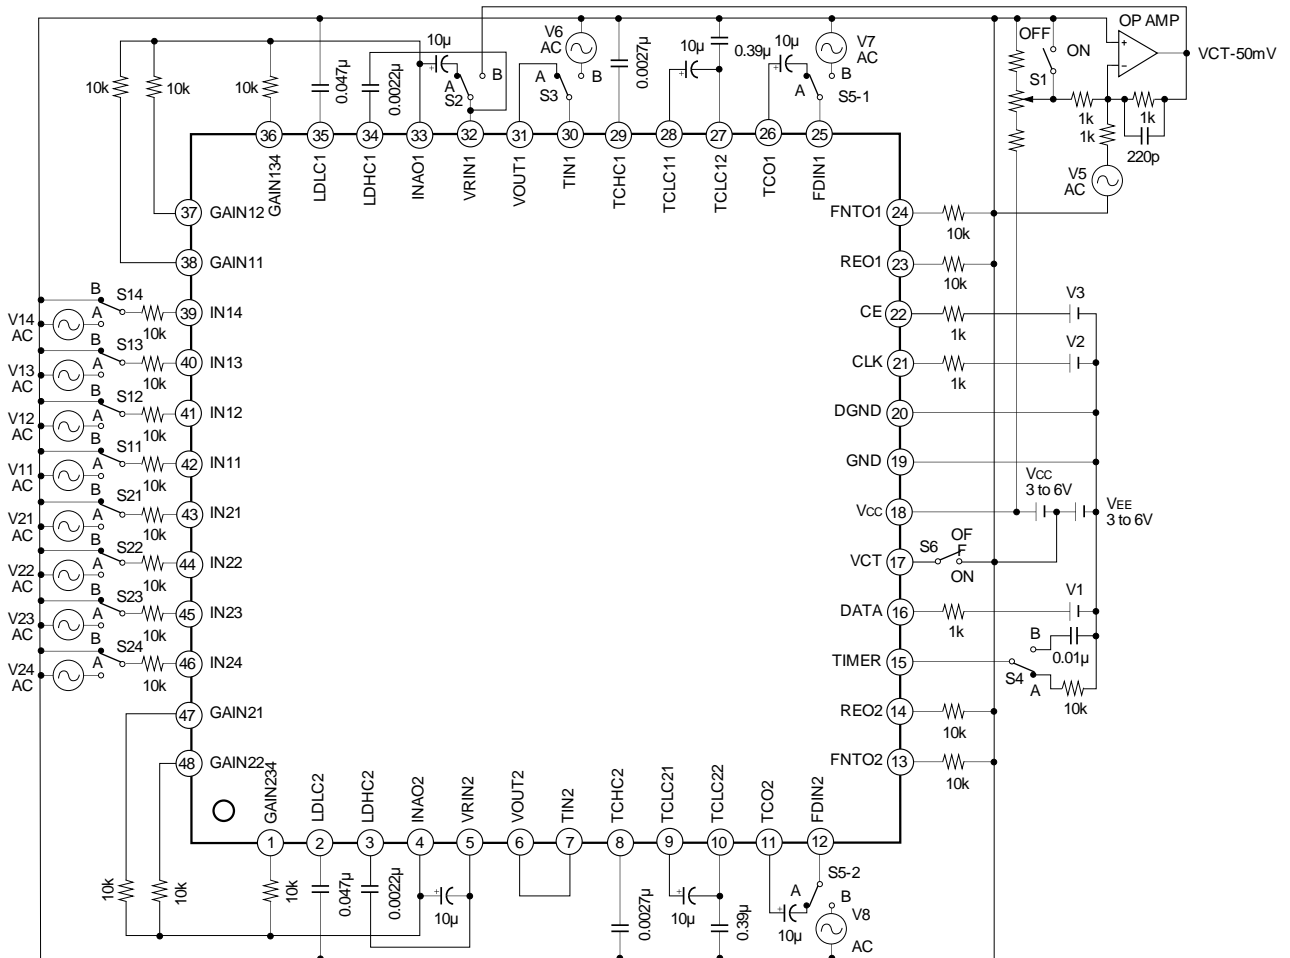 V6
AC
10µ
A
S2
B
10k
10k
10k
0.047µ
0.0022µ
A
S3
B
0.0027µ
10µ
0.39µ
10µ
A
B
V7
AC
S5-1
OFF
ON
S1
OP AMP
+
−
VCT-50mV
1k
1k
1k
220p
V5
AC
36
35
34
33
32
31
30
29
28
27
26
25
GAIN134
LDLC1
LDHC1
INAO1
VRIN1
VOUT1
TIN1
TCHC1
TCLC11
TCLC12
TCO1
FDIN1
37 GAIN12
38 GAIN11
V14
AC
B
A
S14
10k
39 IN14
V13
AC
B
A
S13
10k
40 IN13
V12
AC
B
A
S12
10k
41 IN12
V11
AC
B
A
S11
10k
42 IN11
V21
AC
B
A
S21
10k
43 IN21
V22
AC
B
A
S22
10k
44 IN22
V23
AC
B
A
S23
10k
45 IN23
V24
AC
B
A
S24
10k
46 IN24
47 GAIN21
48 GAIN22
FNTO1 24
10k
REO1 23
10k
CE 22
1k
V3
CLK 21
1k
V2
DGND 20
GND 19
VCC 18
VCC
3 to 6V
VEE
3 to 6V
VCT 17
S6
OF
F
ON
DATA 16
1k
V1
TIMER 15
B
0.01µ
S4
A
10k
REO2 14
10k
FNTO2 13
10k
GAIN234
LDLC2
LDHC2
INAO2
VRIN2
VOUT2
TIN2
TCHC2
TCLC21
TCLC22
TCO2
FDIN2
1
2
3
4
5
6
7
8
9
10
11
12
10k
10k
10k
0.047µ
0.0022µ
10µ
0.0027µ
10µ
0.39µ
10µ
A
S5-2
B
V8
AC